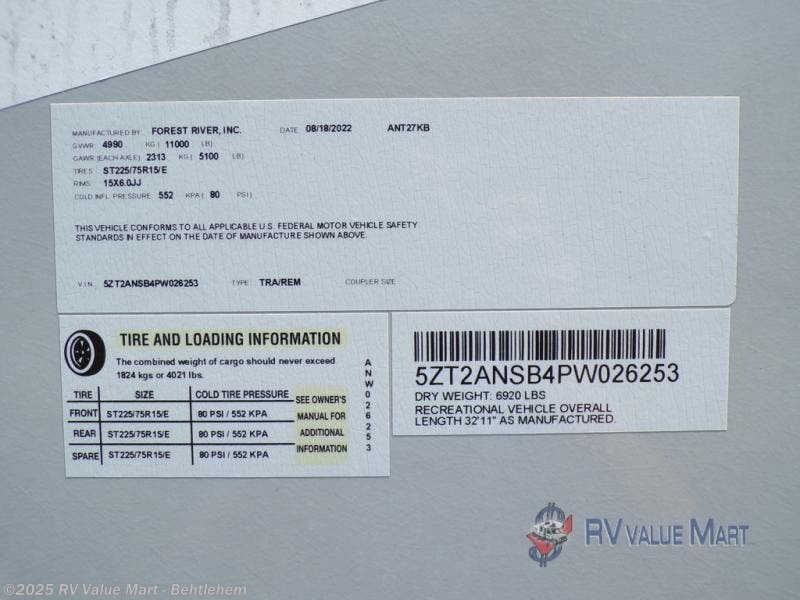 MANUFACTURED BY FOREST RIVER, INC. DATE 08/18/2022 ANT27KB
GVWR 4990 KG ( 11000 LB)
GAWR (EACH AXLE) 2313 KG ( 5100 LB)
TIRES ST225/75R15/E
RIMS 15X6.0JJ
COLD INFL. PRESSURE 552 KPA ( 80 PSI)
THIS VEHICLE CONFORMS TO ALL APPLICABLE U.S. FEDERAL MOTOR VEHICLE SAFETY
STANDARDS IN EFFECT ON THE DATE OF MANUFACTURE SHOWN ABOVE.
V.I.N. 5ZT2ANSB4PW026253 TYPE TRA/REM COUPLER SIZE
TIRE AND LOADING INFORMATION
The combined weight of cargo should never exceed
1824 kgs or 4021 lbs.
TIRE SIZE COLD TIRE PRESSURE
FRONT ST225/75R15/E 80 PSI / 552 KPA
REAR ST225/75R15/E 80 PSI / 552 KPA
SPARE ST225/75R15/E 80 PSI / 552 KPA
SEE OWNER'S
MANUAL FOR
ADDITIONAL
INFORMATION
ANW026253
5ZT2ANSB4PW026253
DRY WEIGHT: 6920 LBS
RECREATIONAL VEHICLE OVERALL
LENGTH 32'11" AS MANUFACTURED.
RV VALUE MART
©2025 RV Value Mart - Behtlehem